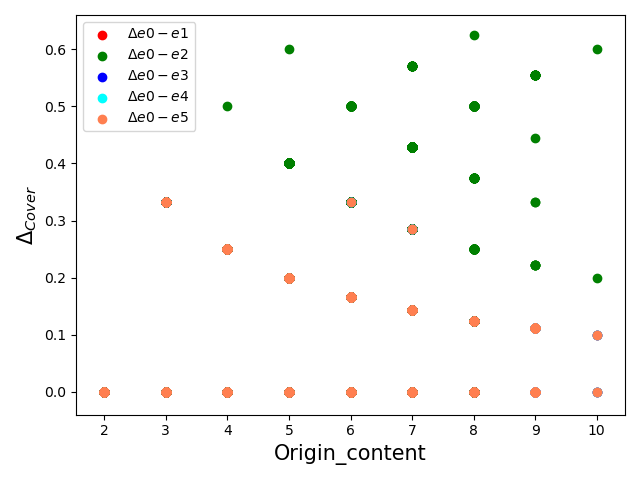 Δe0 − e1
Δe0 − e2
Δe0 − e3
Δe0 − e4
Δe0 − e5
0.6
0.5
0.4
0.3
0.2
0.1
0.0
Δ_Cover
2 3 4 5 6 7 8 9 10
Origin_content